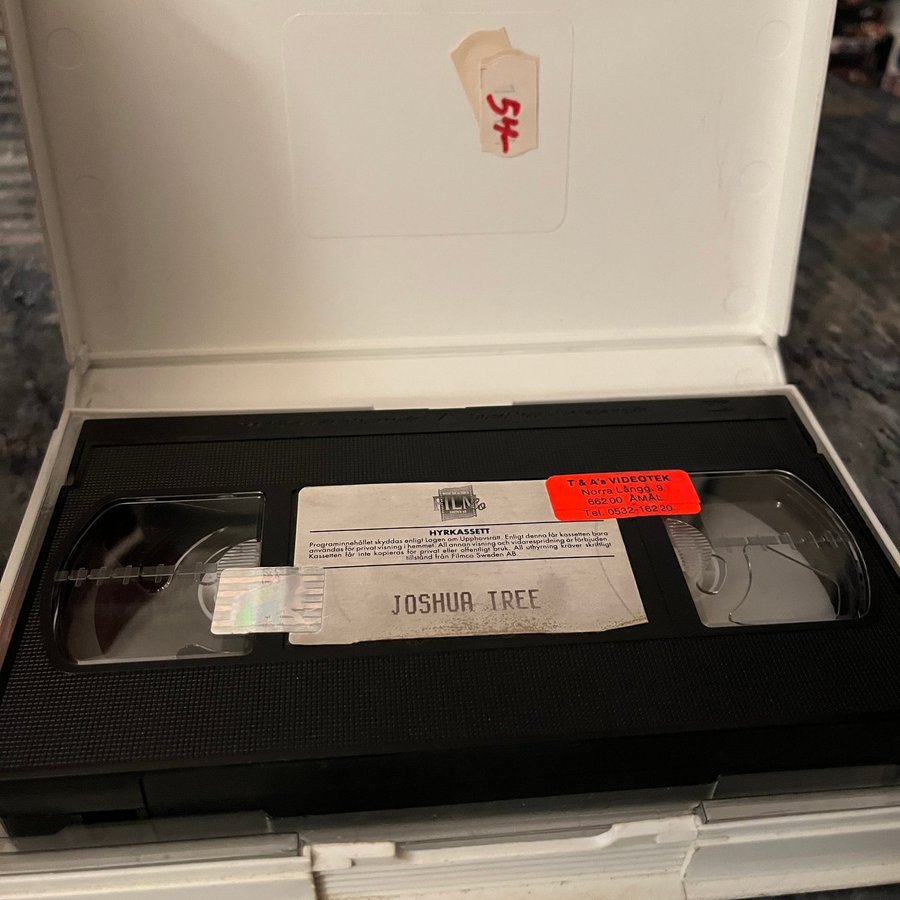 54
FILMCO
T & A's VIDEOTEK
Norra Långg. 9
662 00 ÅMÅL
Tel. 0532-162 20
HYRKASSETT
Programinnehållet skyddas enligt Lagen om Upphovsrätt. Enligt denna får kassetten bara
användas för privat visning i hemmet. All annan visning och vidarespridning är förbjuden.
Kassetten får inte kopieras för privat eller offentligt bruk. All uthyrning kräver skriftligt
tillstånd från Filmco Sweden AB.
JOSHUA TREE